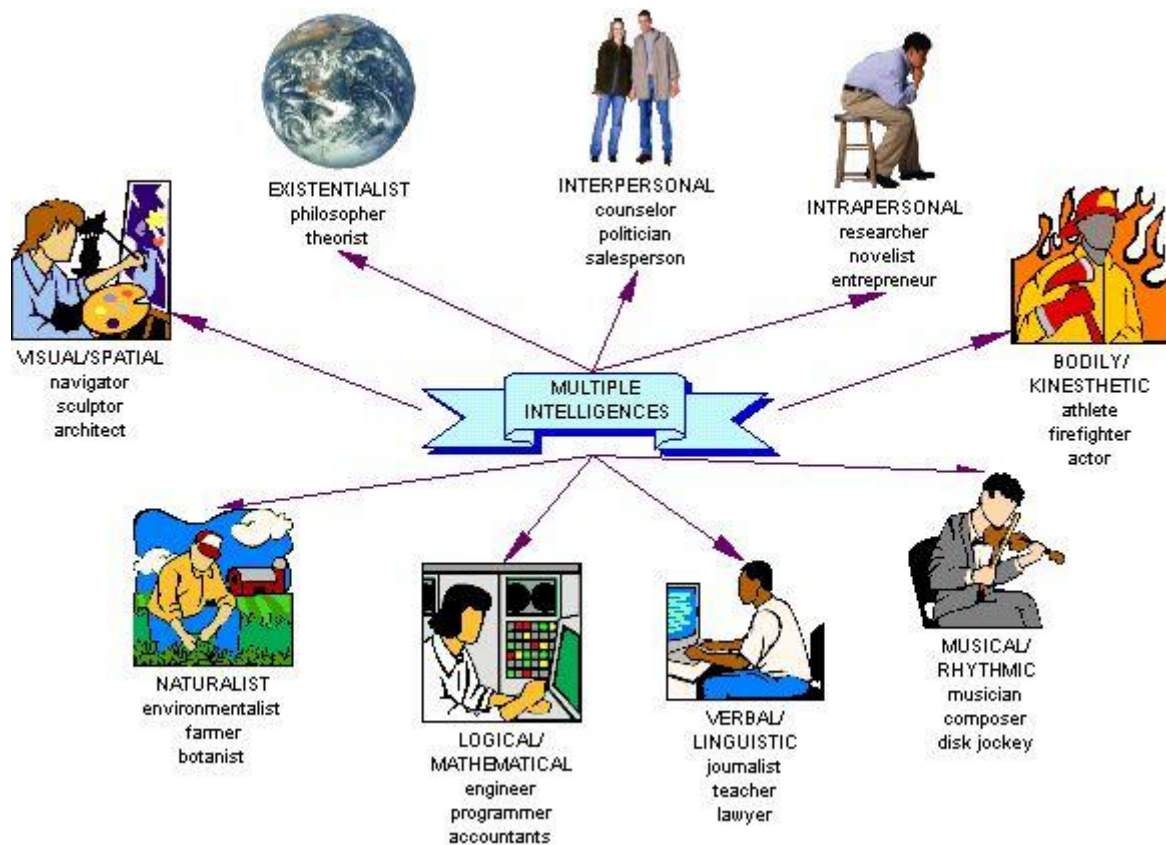 EXISTENTIALIST
philosopher
theorist
INTERPERSONAL
counselor
politician
salesperson
INTRAPERSONAL
researcher
novelist
entrepreneur
VISUAL/SPATIAL
navigator
sculptor
architect
MULTIPLE
INTELLIGENCES
BODILY/
KINESTHETIC
athlete
firefighter
actor
NATURALIST
environmentalist
farmer
botanist
LOGICAL/
MATHEMATICAL
engineer
programmer
accountants
VERBAL/
LINGUISTIC
journalist
teacher
lawyer
MUSICAL/
RHYTHMIC
musician
composer
disk jockey